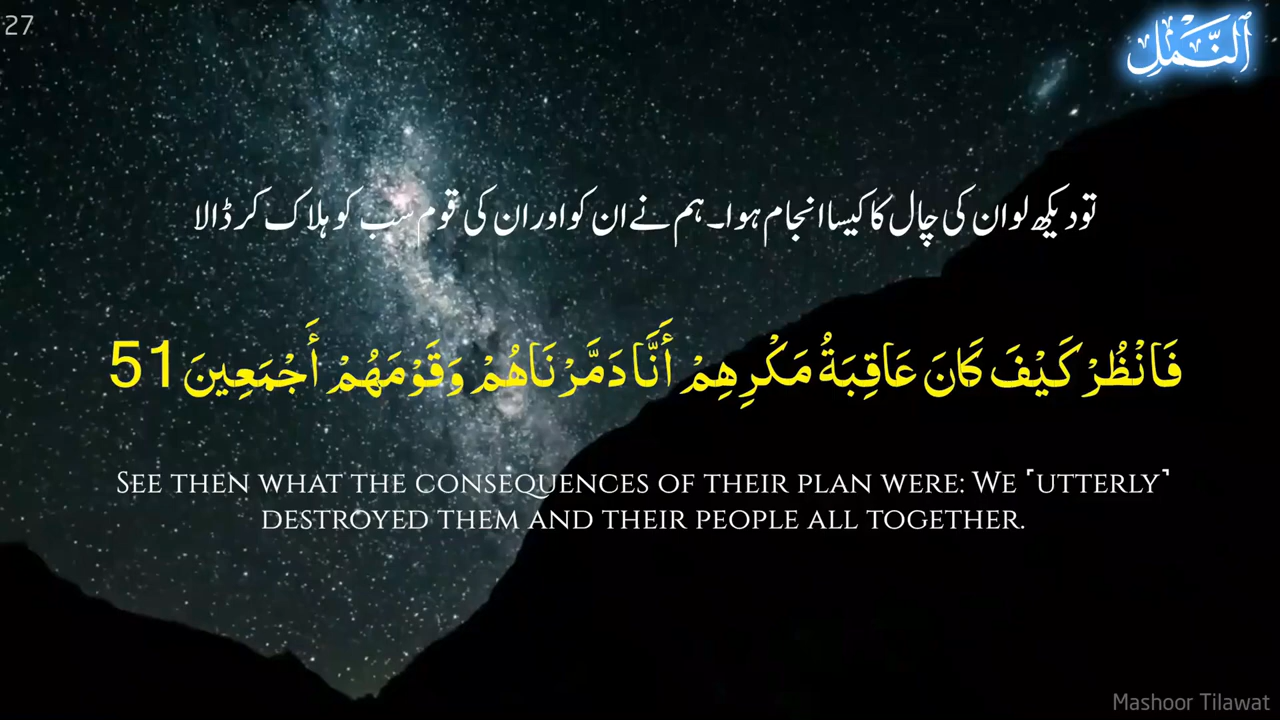 27
ٱلنَّمْلِ
تو دیکھ لو ان کی چال کا کیسا انجام ہوا۔ ہم نے ان کو اور ان کی قوم سب کو ہلاک کر ڈالا
فَانْظُرْ كَيْفَ كَانَ عَاقِبَةُ مَكْرِهِمْ أَنَّا دَمَّرْنَاهُمْ وَقَوْمَهُمْ أَجْمَعِينَ 51
See then what the consequences of their plan were: We ˹utterly˺
destroyed them and their people all together.
Mashoor Tilawat